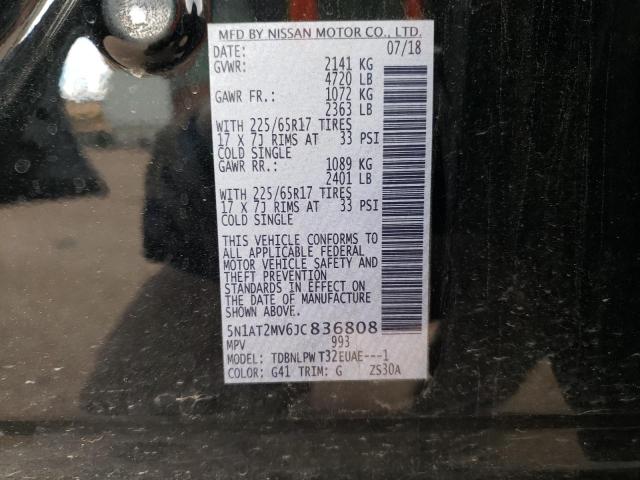 MFD BY NISSAN MOTOR CO., LTD.
DATE: 07/18
GVWR: 2141 KG
4720 LB
GAWR FR.: 1072 KG
2363 LB
WITH 225/65R17 TIRES
17 X 7J RIMS AT 33 PSI
COLD SINGLE
GAWR RR.: 1089 KG
2401 LB
WITH 225/65R17 TIRES
17 X 7J RIMS AT 33 PSI
COLD SINGLE
THIS VEHICLE CONFORMS TO
ALL APPLICABLE FEDERAL
MOTOR VEHICLE SAFETY AND
THEFT PREVENTION
STANDARDS IN EFFECT ON
THE DATE OF MANUFACTURE
SHOWN ABOVE.
5N1AT2MV6JC836808
MPV 993
MODEL: TDBNLPW T32EUAE---1
COLOR: G41 TRIM: G ZS30A